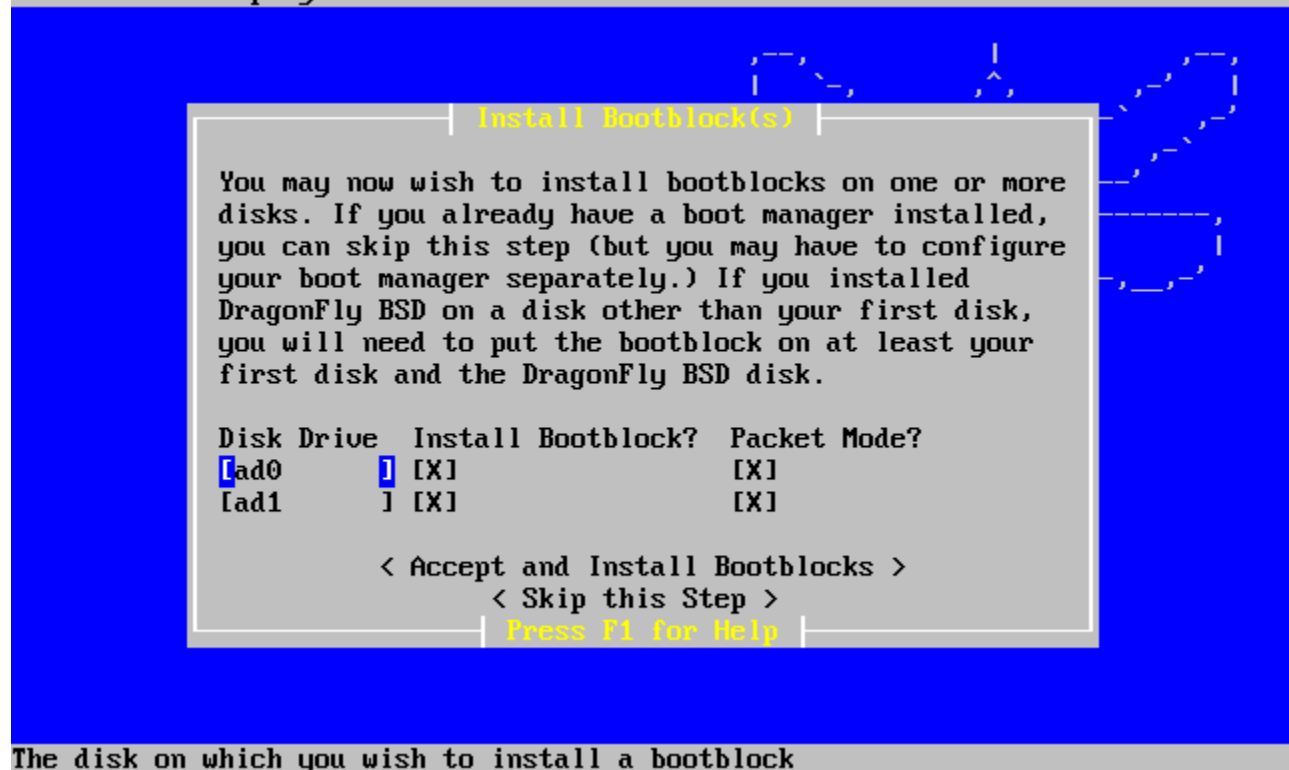 Install Bootblock(s)
You may now wish to install bootblocks on one or more
disks. If you already have a boot manager installed,
you can skip this step (but you may have to configure
your boot manager separately.) If you installed
DragonFly BSD on a disk other than your first disk,
you will need to put the bootblock on at least your
first disk and the DragonFly BSD disk.
Disk Drive Install Bootblock? Packet Mode?
[ad0 ] [X] [X]
[ad1 ] [X] [X]
< Accept and Install Bootblocks >
< Skip this Step >
Press F1 for Help
The disk on which you wish to install a bootblock